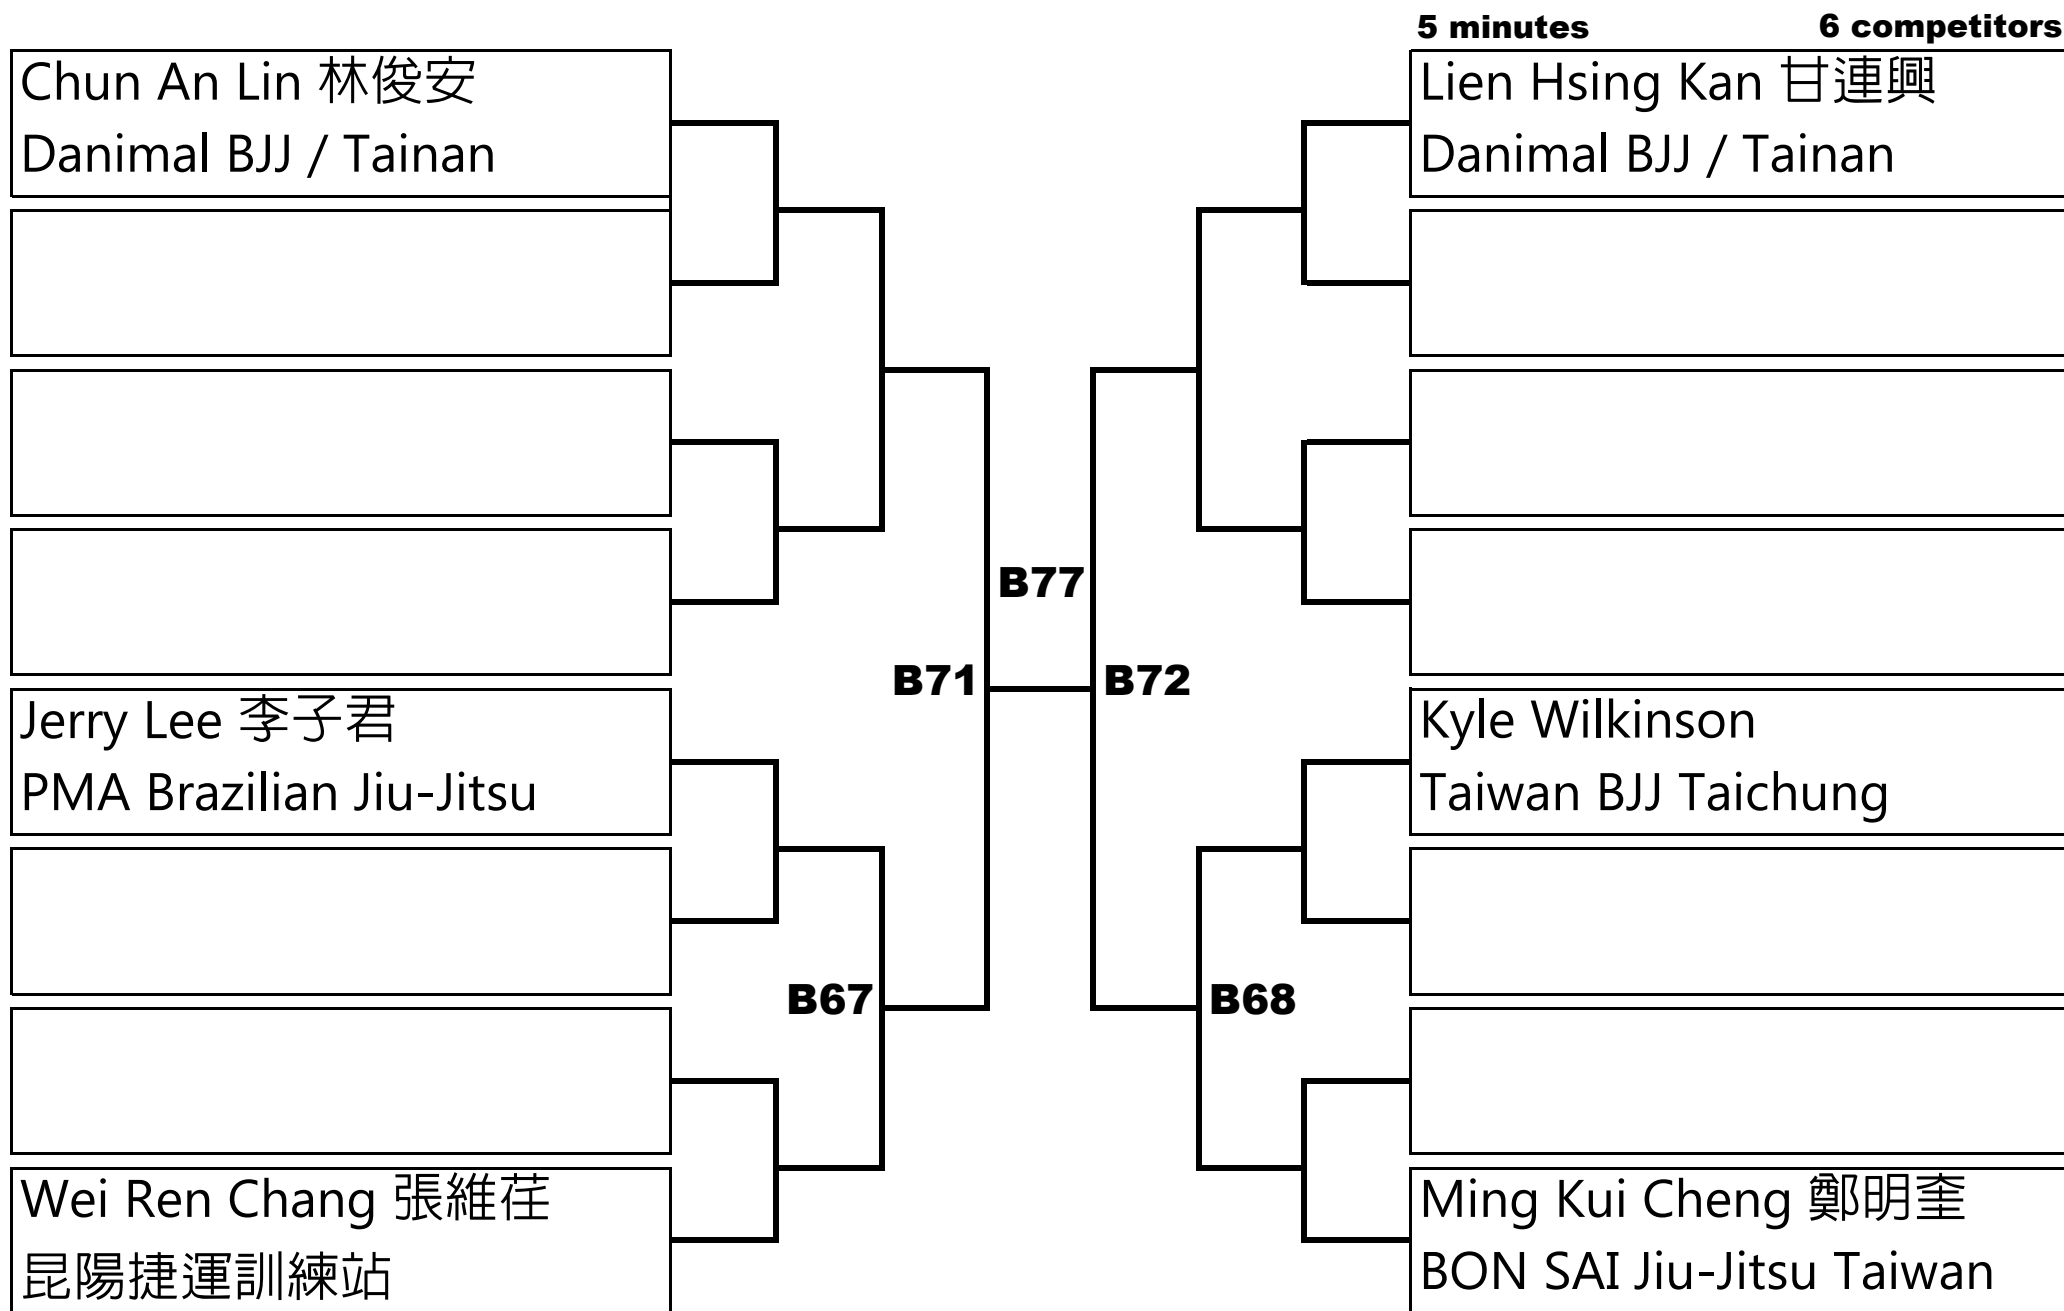 5 minutes 6 competitors
Chun An Lin 林俊安
Danimal BJJ / Tainan
Lien Hsing Kan 甘連興
Danimal BJJ / Tainan
B77
B71
B72
Jerry Lee 李子君
PMA Brazilian Jiu-Jitsu
Kyle Wilkinson
Taiwan BJJ Taichung
B67
B68
Wei Ren Chang 張維荏
昆陽捷運訓練站
Ming Kui Cheng 鄭明奎
BON SAI Jiu-Jitsu Taiwan